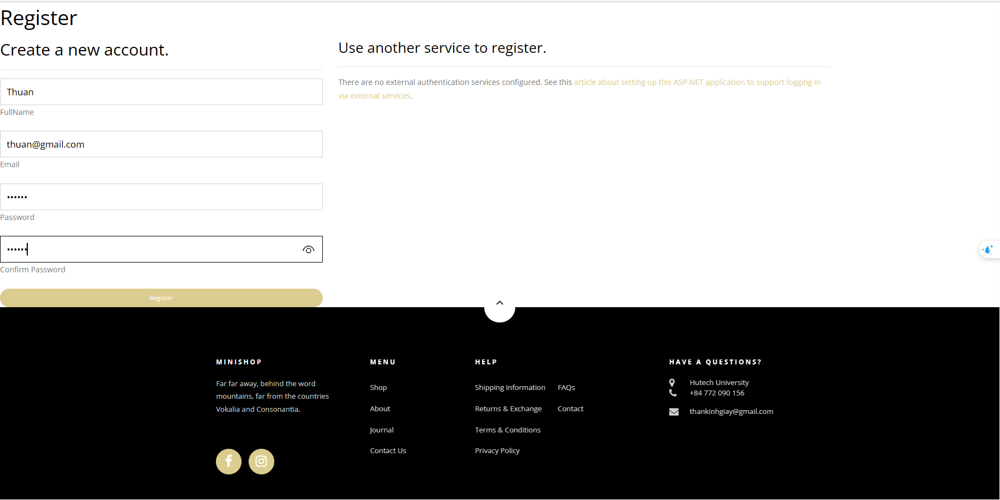 Register
Create a new account.
Thuan
FullName
thuan@gmail.com
Email
••••••
Password
••••••
Confirm Password
Register
Use another service to register.
There are no external authentication services configured. See this article about setting up this ASP.NET application to support logging in
via external services.
MINISHOP
Far far away, behind the word
mountains, far from the countries
Vokalia and Consonantia.
MENU
Shop
About
Journal
Contact Us
HELP
Shipping Information
Returns & Exchange
Terms & Conditions
Privacy Policy
FAQs
Contact
HAVE A QUESTIONS?
Hutech University
+84 772 090 156
thankinhgiay@gmail.com